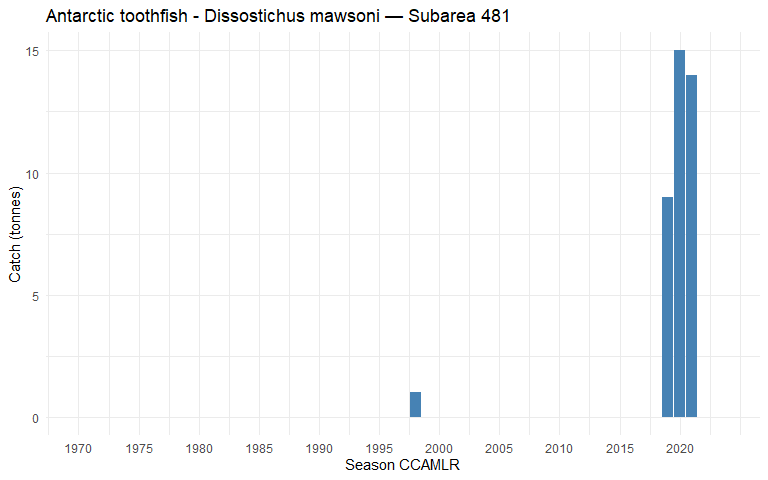 Antarctic toothfish - Dissostichus mawsoni — Subarea 481
Catch (tonnes)
15
10
5
0
1970 1975 1980 1985 1990 1995 2000 2005 2010 2015 2020
Season CCAMLR